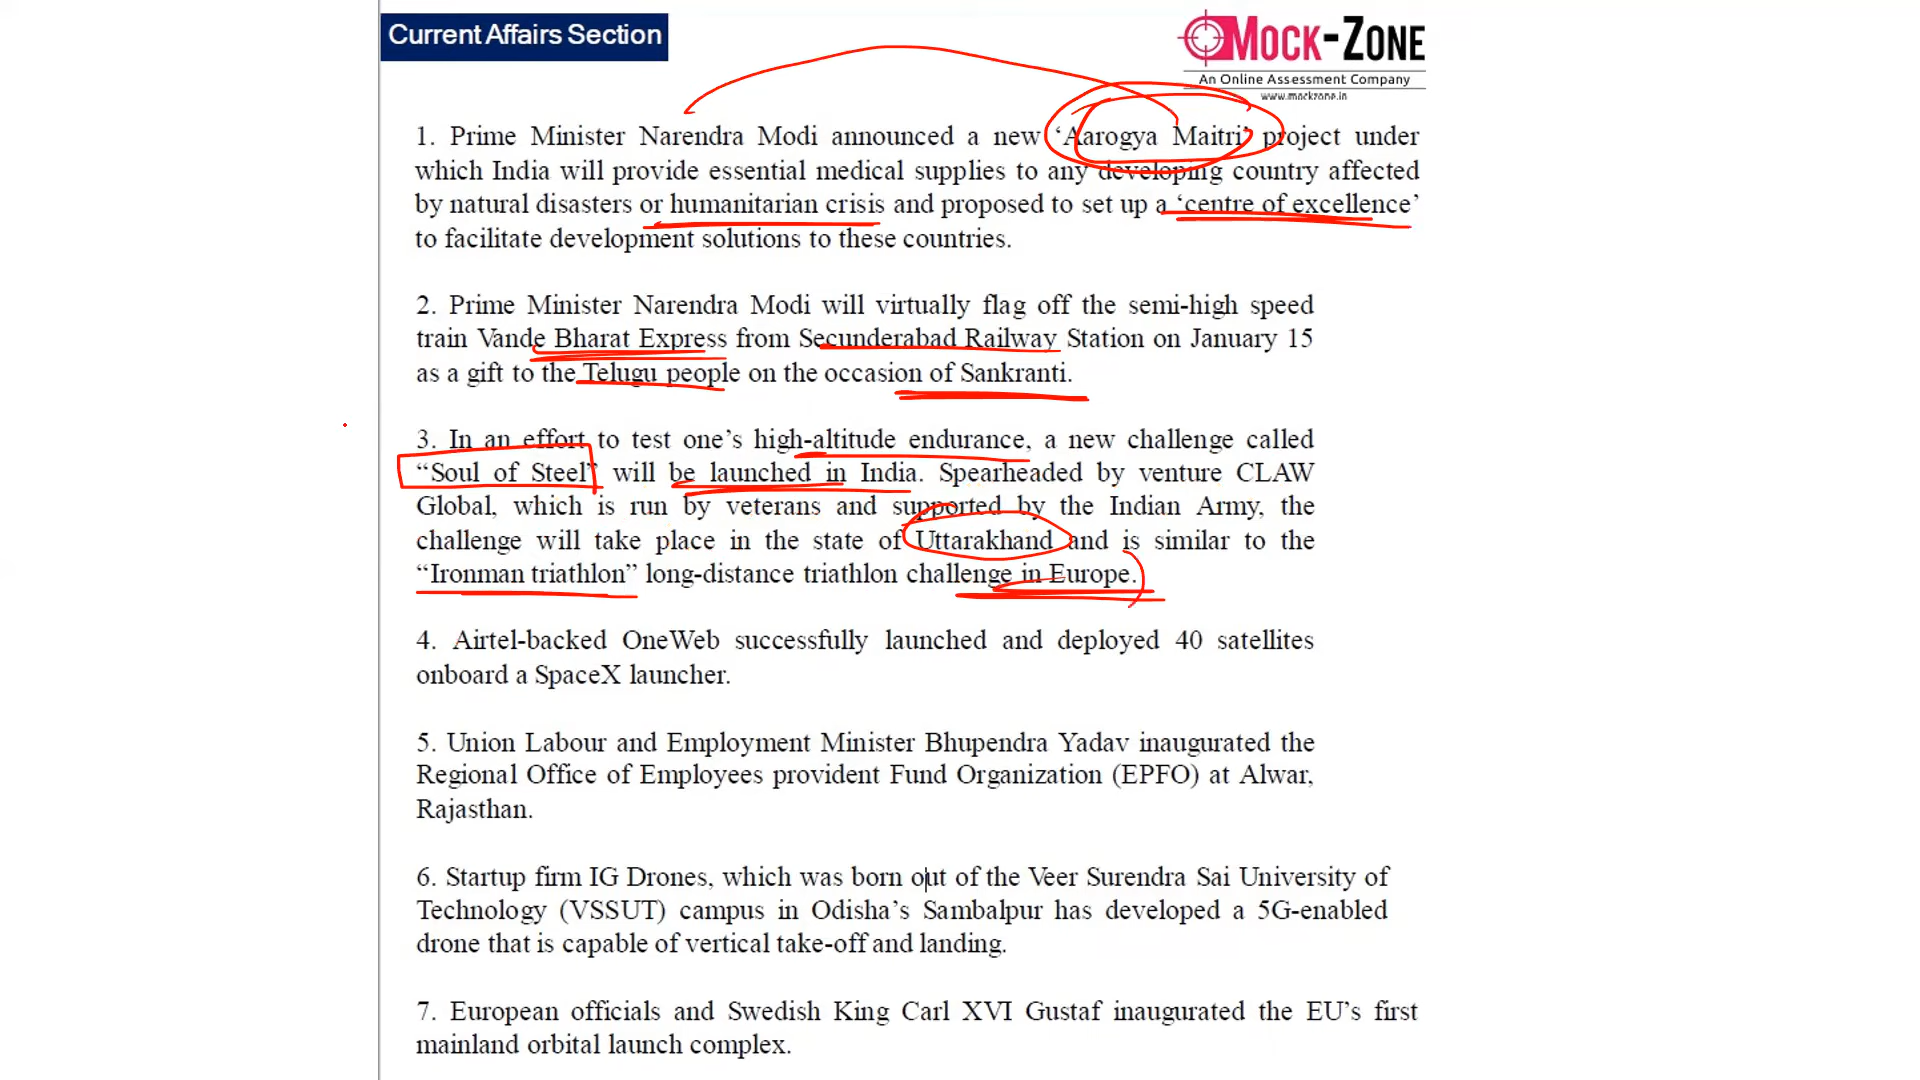 Current Affairs Section
MOCK-ZONE
An Online Assessment Company
www.mockzone.in
1. Prime Minister Narendra Modi announced a new ‘Aarogya Maitri’ project under
which India will provide essential medical supplies to any developing country affected
by natural disasters or humanitarian crisis and proposed to set up a ‘centre of excellence’
to facilitate development solutions to these countries.
2. Prime Minister Narendra Modi will virtually flag off the semi-high speed
train Vande Bharat Express from Secunderabad Railway Station on January 15
as a gift to the Telugu people on the occasion of Sankranti.
3. In an effort to test one’s high-altitude endurance, a new challenge called
“Soul of Steel” will be launched in India. Spearheaded by venture CLAW
Global, which is run by veterans and supported by the Indian Army, the
challenge will take place in the state of Uttarakhand and is similar to the
“Ironman triathlon” long-distance triathlon challenge in Europe.
4. Airtel-backed OneWeb successfully launched and deployed 40 satellites
onboard a SpaceX launcher.
5. Union Labour and Employment Minister Bhupendra Yadav inaugurated the
Regional Office of Employees provident Fund Organization (EPFO) at Alwar,
Rajasthan.
6. Startup firm IG Drones, which was born out of the Veer Surendra Sai University of
Technology (VSSUT) campus in Odisha’s Sambalpur has developed a 5G-enabled
drone that is capable of vertical take-off and landing.
7. European officials and Swedish King Carl XVI Gustaf inaugurated the EU’s first
mainland orbital launch complex.